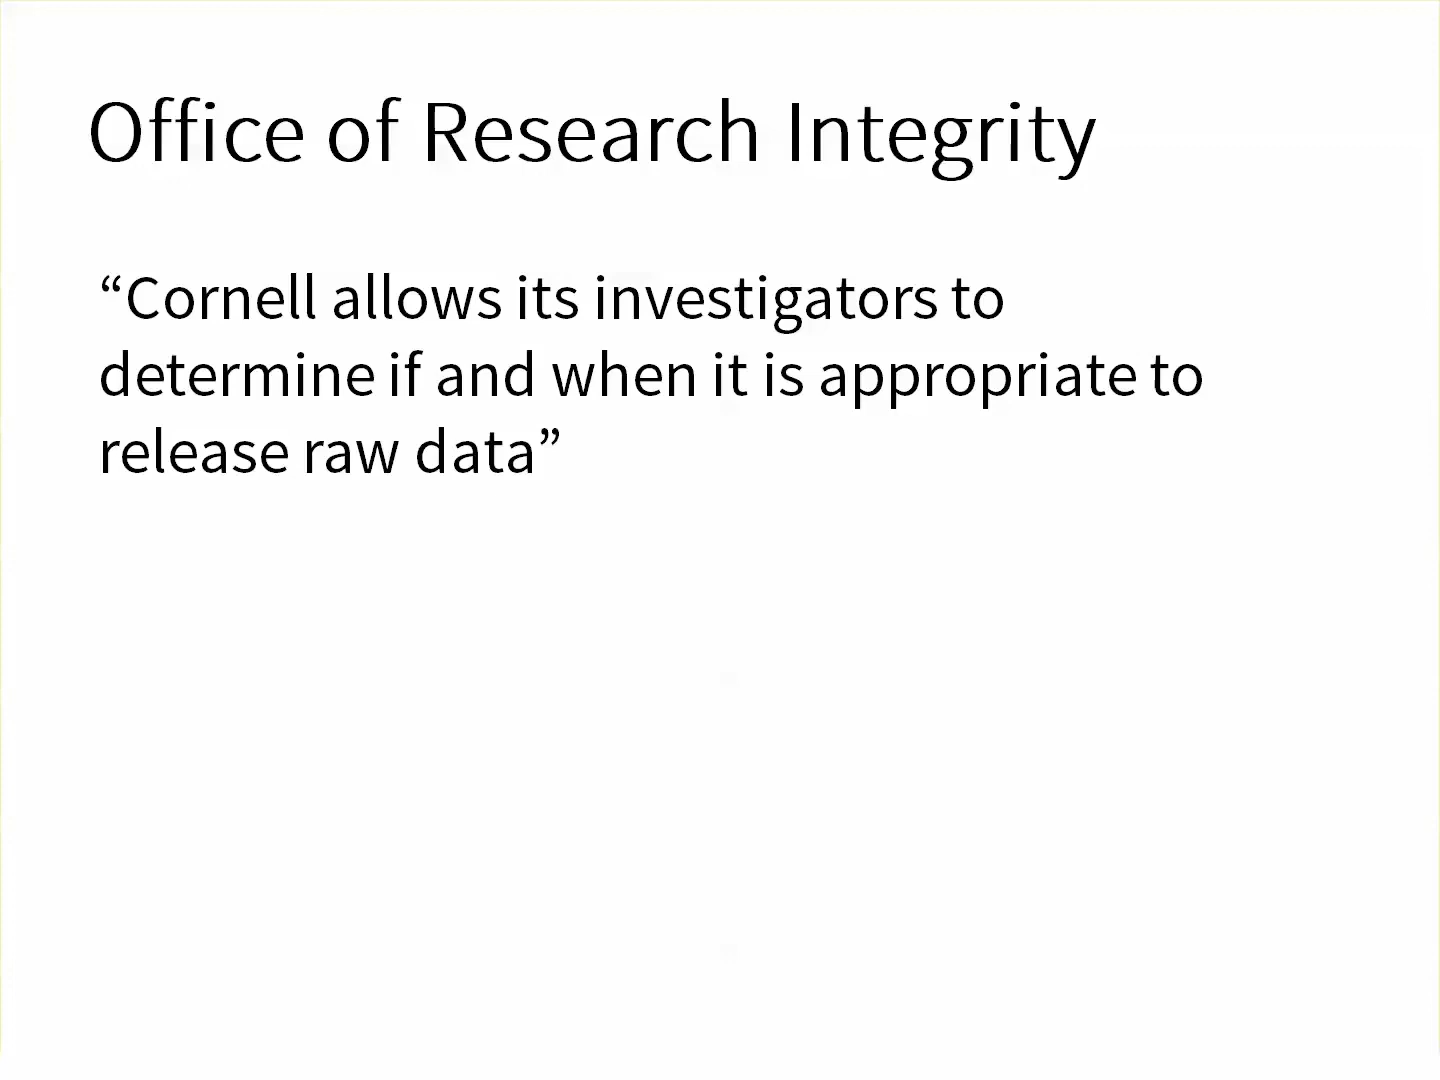 Office of Research Integrity
“Cornell allows its investigators to
determine if and when it is appropriate to
release raw data”